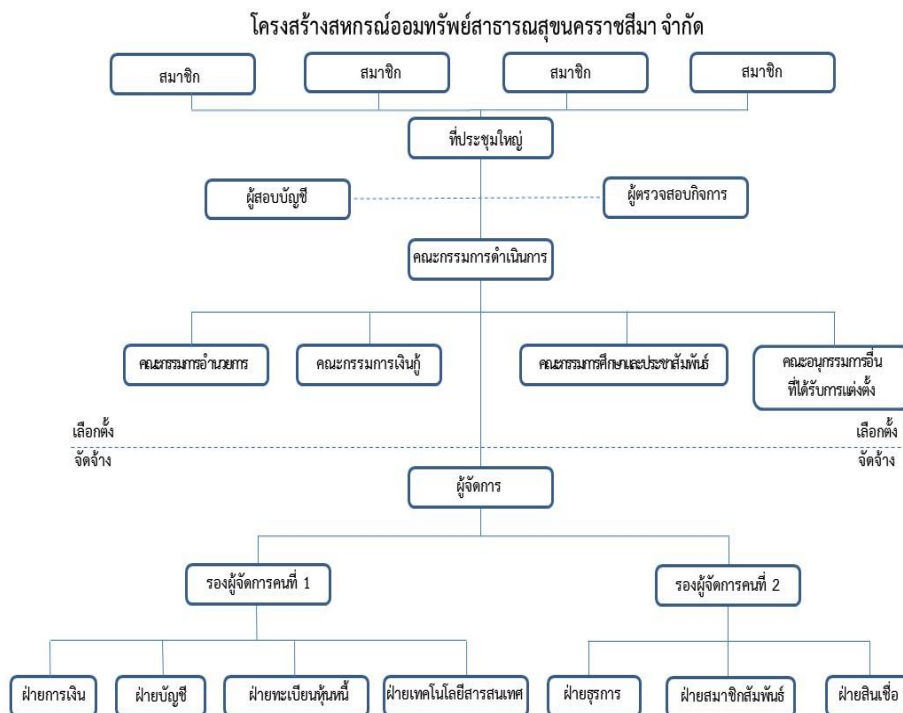 โครงสร้างสหกรณ์ออมทรัพย์สาธารณสุขนครราชสีมา จำกัด
สมาชิก
สมาชิก
สมาชิก
สมาชิก
ที่ประชุมใหญ่
ผู้สอบบัญชี
ผู้ตรวจสอบกิจการ
คณะกรรมการดำเนินการ
คณะกรรมการอำนวยการ
คณะกรรมการเงินกู้
คณะกรรมการศึกษาและประชาสัมพันธ์
คณะอนุกรรมการอื่น
ที่ได้รับการแต่งตั้ง
เลือกตั้ง
เลือกตั้ง
จัดจ้าง
จัดจ้าง
ผู้จัดการ
รองผู้จัดการคนที่ 1
รองผู้จัดการคนที่ 2
ฝ่ายการเงิน
ฝ่ายบัญชี
ฝ่ายทะเบียนหุ้นหนี้
ฝ่ายเทคโนโลยีสารสนเทศ
ฝ่ายธุรการ
ฝ่ายสมาชิกสัมพันธ์
ฝ่ายสินเชื่อ